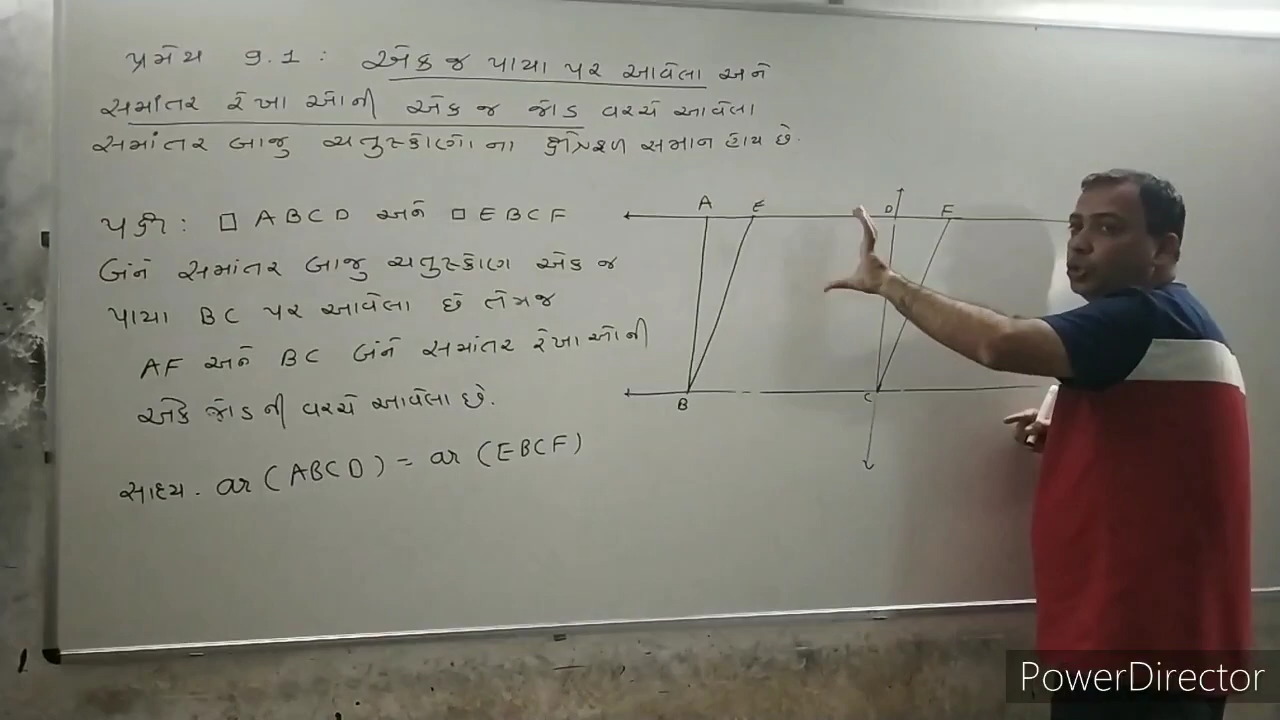 પ્રમેય 9.1 : એક જ પાયા પર આવેલા અને
સમાંતર રેખાઓની એક જ જોડ વચ્ચે આવેલા
સમાંતર બાજુ ચતુષ્કોણોના ક્ષેત્રફળ સમાન હોય છે.
પક્ષ : □ ABCD અને □ EBCF
બંને સમાંતર બાજુ ચતુષ્કોણ એક જ
પાયા BC પર આવેલા છે તેમજ
AF અને BC બંને સમાંતર રેખાઓની
એક જોડની વચ્ચે આવેલા છે.
સાધ્ય. ar (ABCD) = ar (EBCF)
A E D F
B C
PowerDirector